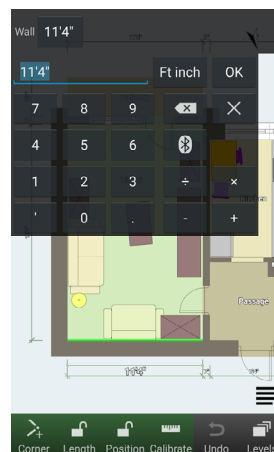 Wall 11'4"
11'4" Ft inch OK
7 8 9
4 5 6
1 2 3 ÷ ×
' 0 . - +
Passage
11'4"
Corner Length Position Calibrate Undo Levels